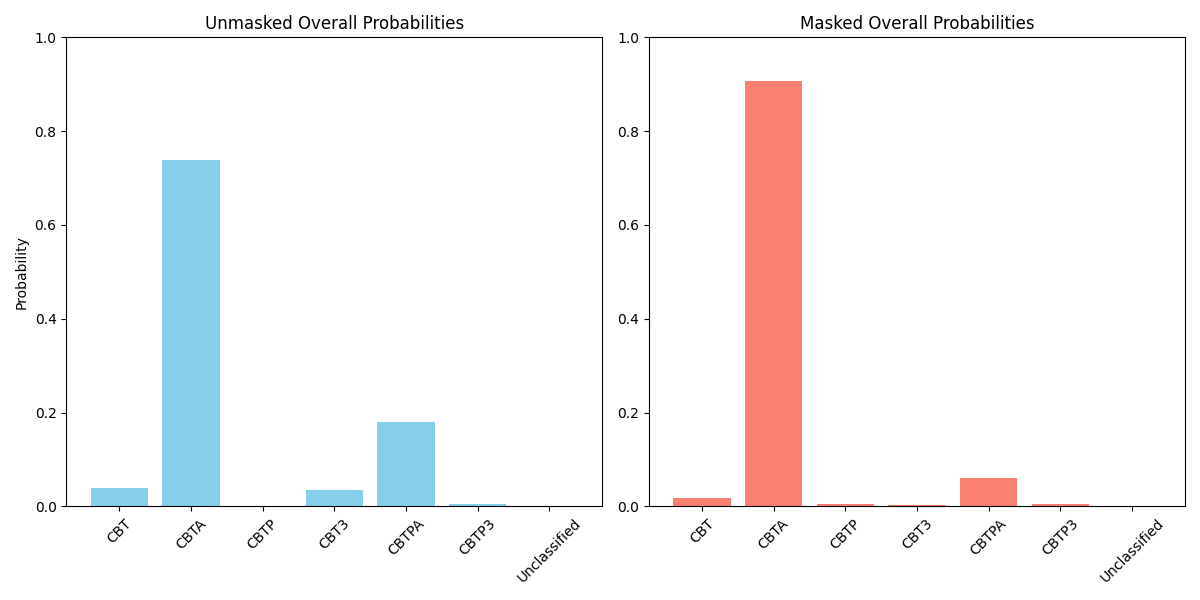 Unmasked Overall Probabilities
Probability
1.0
0.8
0.6
0.4
0.2
0.0
CBT
CBTA
CBTP
CBT3
CBTPA
CBTP3
Unclassified
Masked Overall Probabilities
1.0
0.8
0.6
0.4
0.2
0.0
CBT
CBTA
CBTP
CBT3
CBTPA
CBTP3
Unclassified